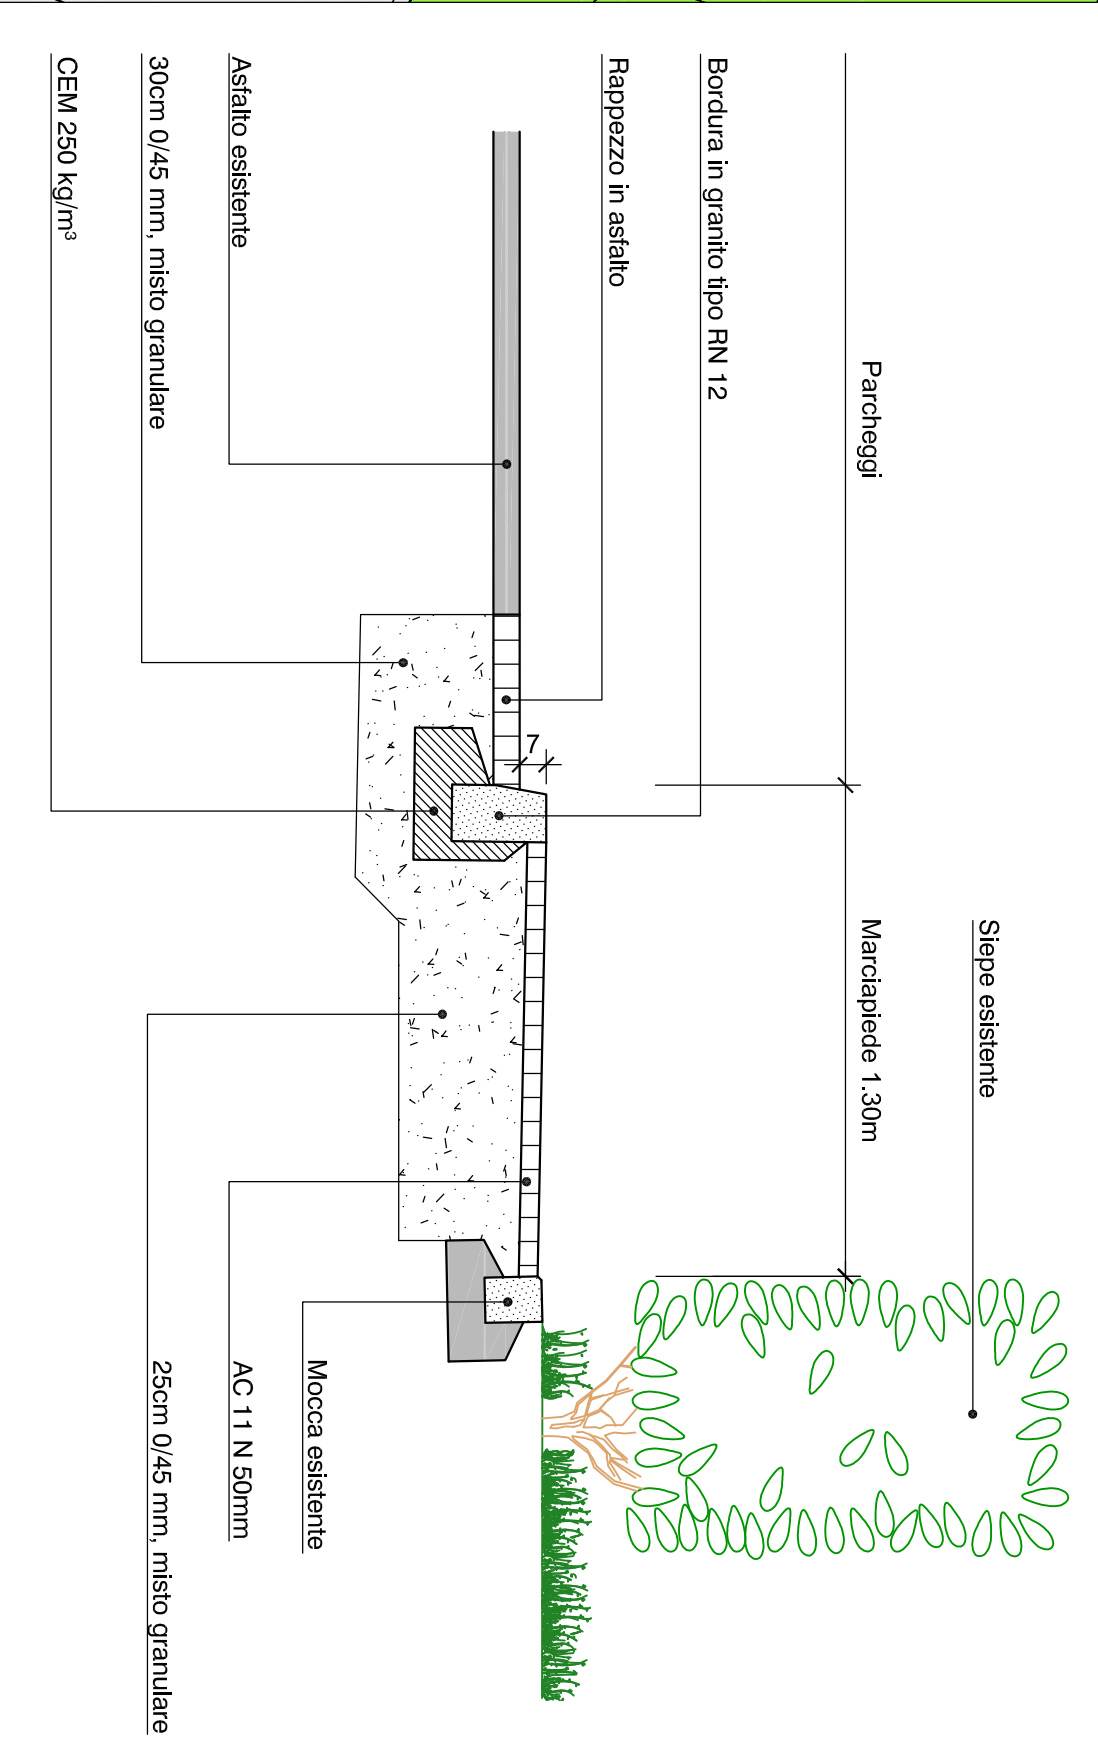 Siepe esistente
Parcheggi
Marciapiede 1.30m
Bordura in granito tipo RN 12
Rappezzo in asfalto
7
Asfalto esistente
30cm 0/45 mm, misto granulare
CEM 250 kg/m³
Mocca esistente
AC 11 N 50mm
25cm 0/45 mm, misto granulare